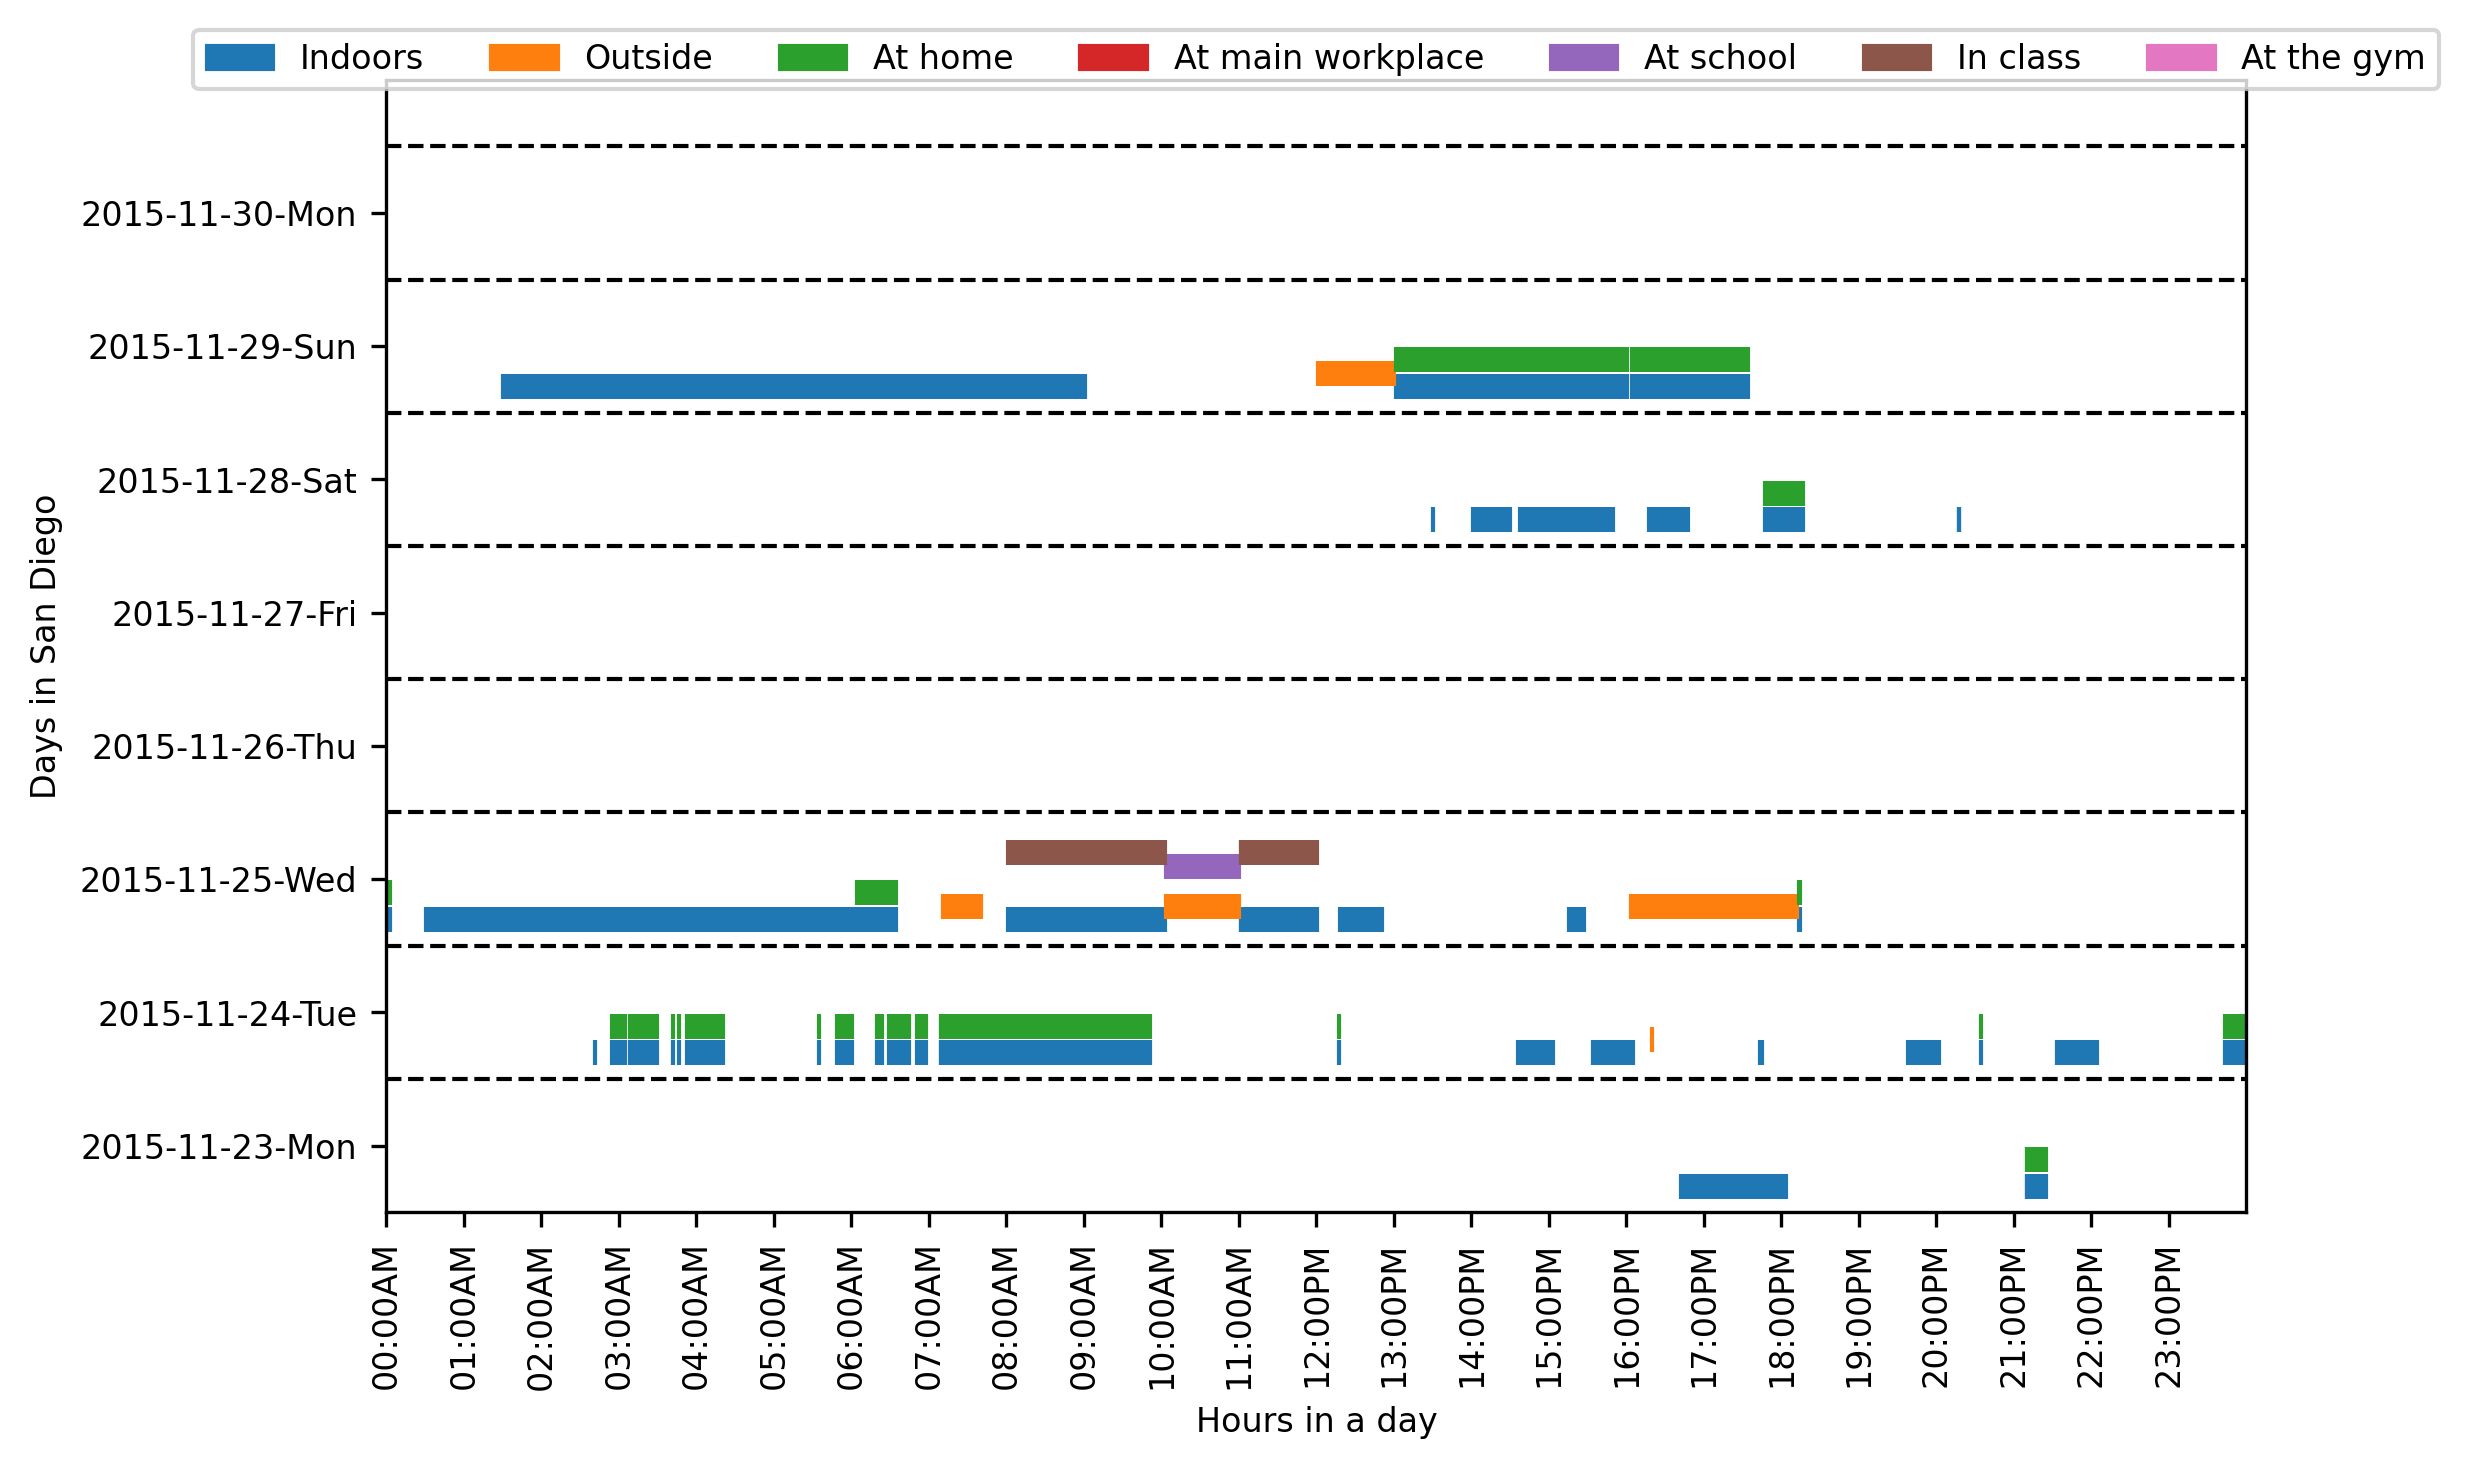 Indoors Outside At home At main workplace At school In class At the gym
2015-11-30-Mon
2015-11-29-Sun
2015-11-28-Sat
2015-11-27-Fri
2015-11-26-Thu
2015-11-25-Wed
2015-11-24-Tue
2015-11-23-Mon
Days in San Diego
00:00AM
01:00AM
02:00AM
03:00AM
04:00AM
05:00AM
06:00AM
07:00AM
08:00AM
09:00AM
10:00AM
11:00AM
12:00PM
13:00PM
14:00PM
15:00PM
16:00PM
17:00PM
18:00PM
19:00PM
20:00PM
21:00PM
22:00PM
23:00PM
Hours in a day